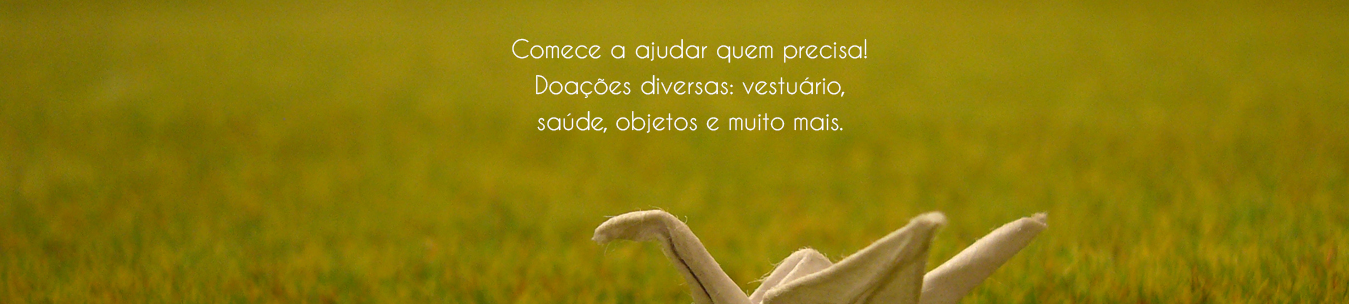 Comece a ajudar quem precisa!
Doações diversas: vestuário,
saúde, objetos e muito mais.